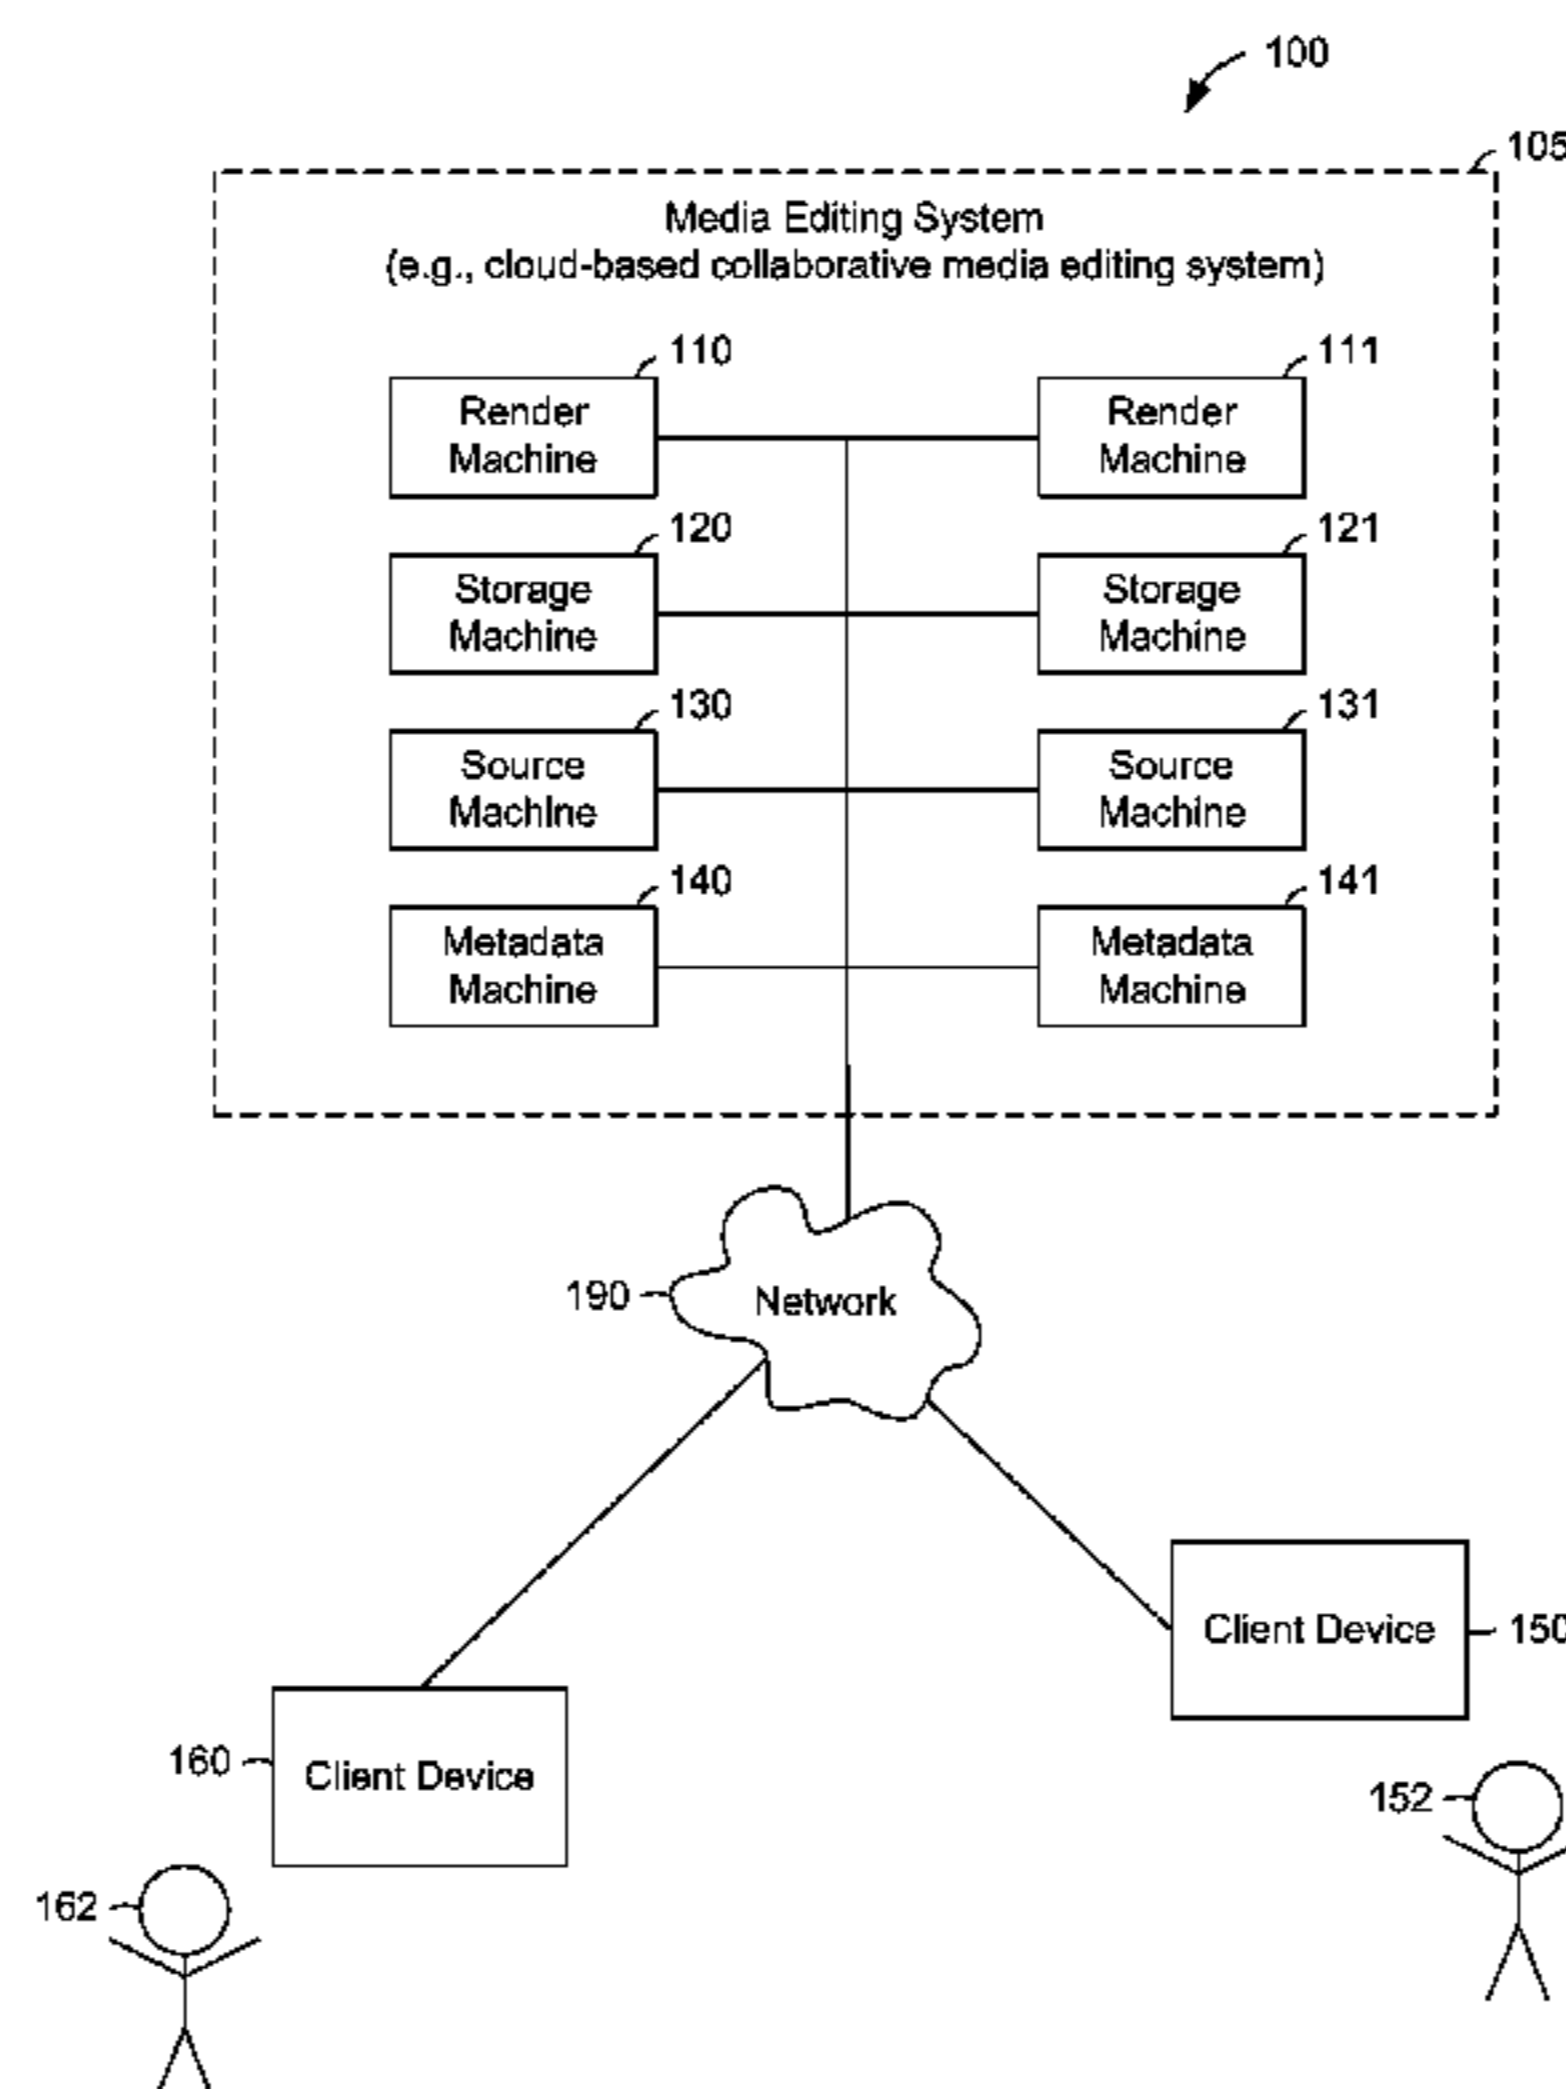 100
105
Media Editing System
(e.g., cloud-based collaborative media editing system)
110
111
Render
Machine
Render
Machine
120
121
Storage
Machine
Storage
Machine
130
131
Source
Machine
Source
Machine
140
141
Metadata
Machine
Metadata
Machine
190
Network
Client Device
150
160
Client Device
152
162